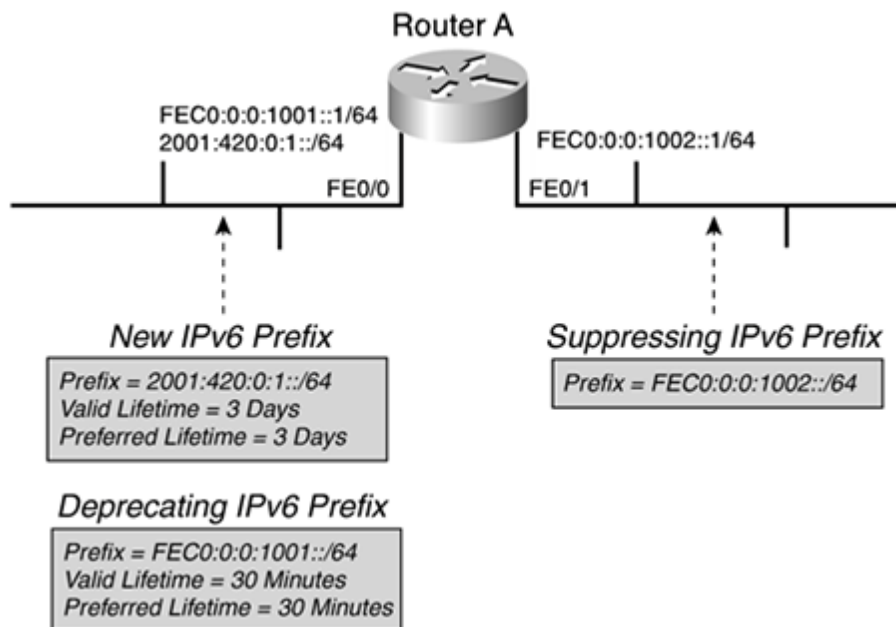 Router A
FEC0:0:0:1001::1/64
2001:420:0:1::/64
FE0/0
FE0/1
FEC0:0:0:1002::1/64
New IPv6 Prefix
Prefix = 2001:420:0:1::/64
Valid Lifetime = 3 Days
Preferred Lifetime = 3 Days
Suppressing IPv6 Prefix
Prefix = FEC0:0:0:1002::/64
Deprecating IPv6 Prefix
Prefix = FEC0:0:0:1001::/64
Valid Lifetime = 30 Minutes
Preferred Lifetime = 30 Minutes